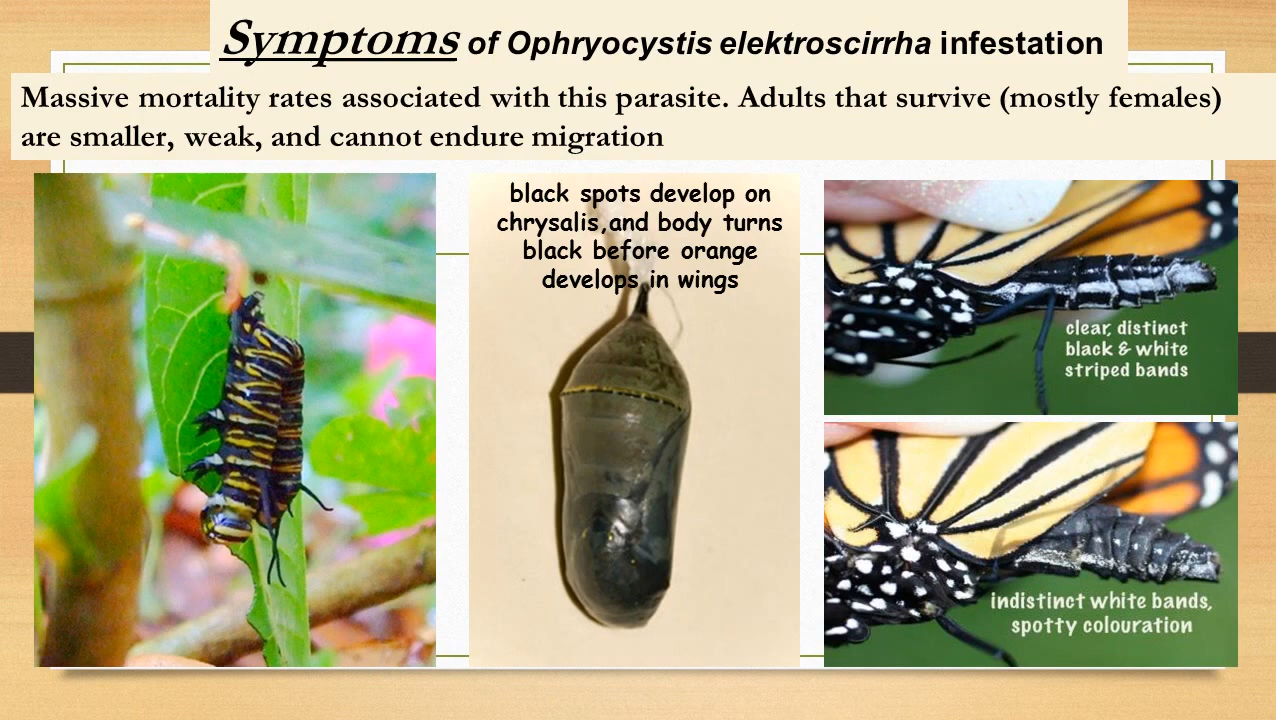 Symptoms of Ophryocystis elektroscirrha infestation
Massive mortality rates associated with this parasite. Adults that survive (mostly females)
are smaller, weak, and cannot endure migration
black spots develop on
chrysalis,and body turns
black before orange
develops in wings
clear, distinct
black & white
striped bands
indistinct white bands,
spotty colouration